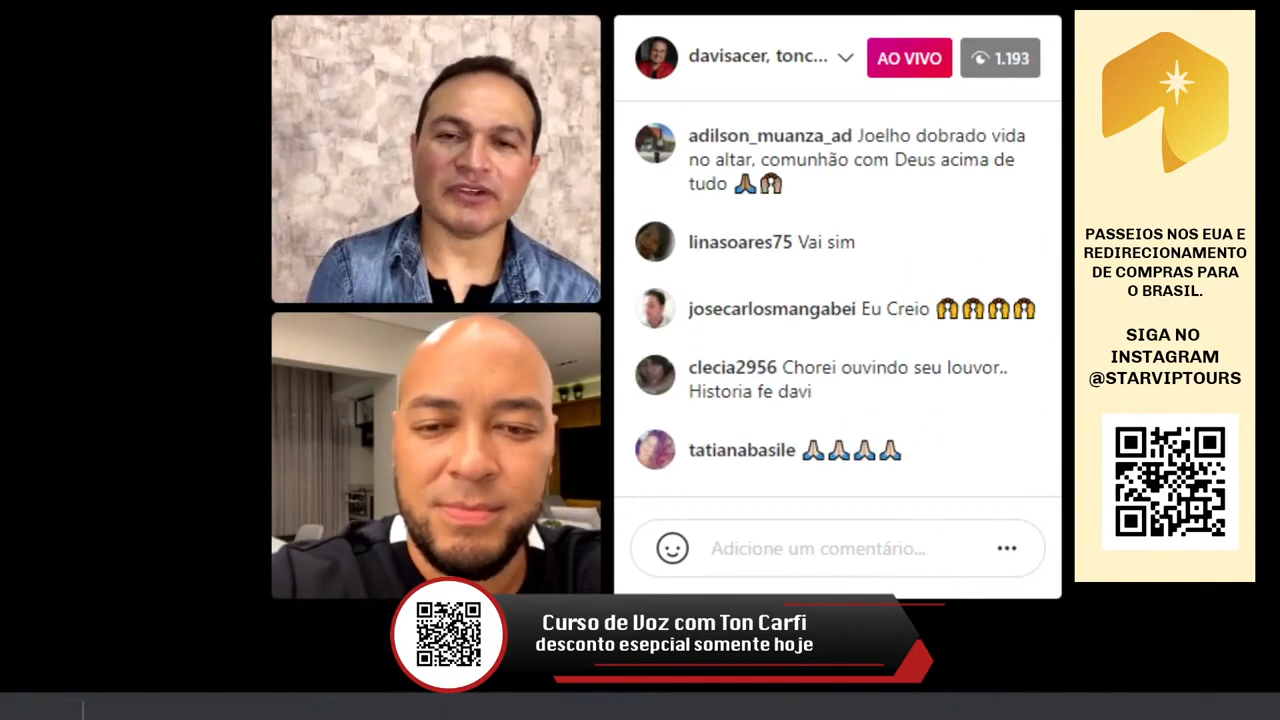 davisacer, tonc...
AO VIVO
1.193
adilson_muanza_ad Joelho dobrado vida
no altar, comunhão com Deus acima de
tudo 🙏🙌
linasoares75 Vai sim
josecarlosmangabei Eu Creio 🙌🙌🙌🙌
clecia2956 Chorei ouvindo seu louvor..
Historia fe davi
tatianabasile 🙏🙏🙏🙏
Adicione um comentário...
PASSEIOS NOS EUA E
REDIRECIONAMENTO
DE COMPRAS PARA
O BRASIL.
SIGA NO
INSTAGRAM
@STARVIPTOURS
Curso de Voz com Ton Carfi
desconto esepcial somente hoje